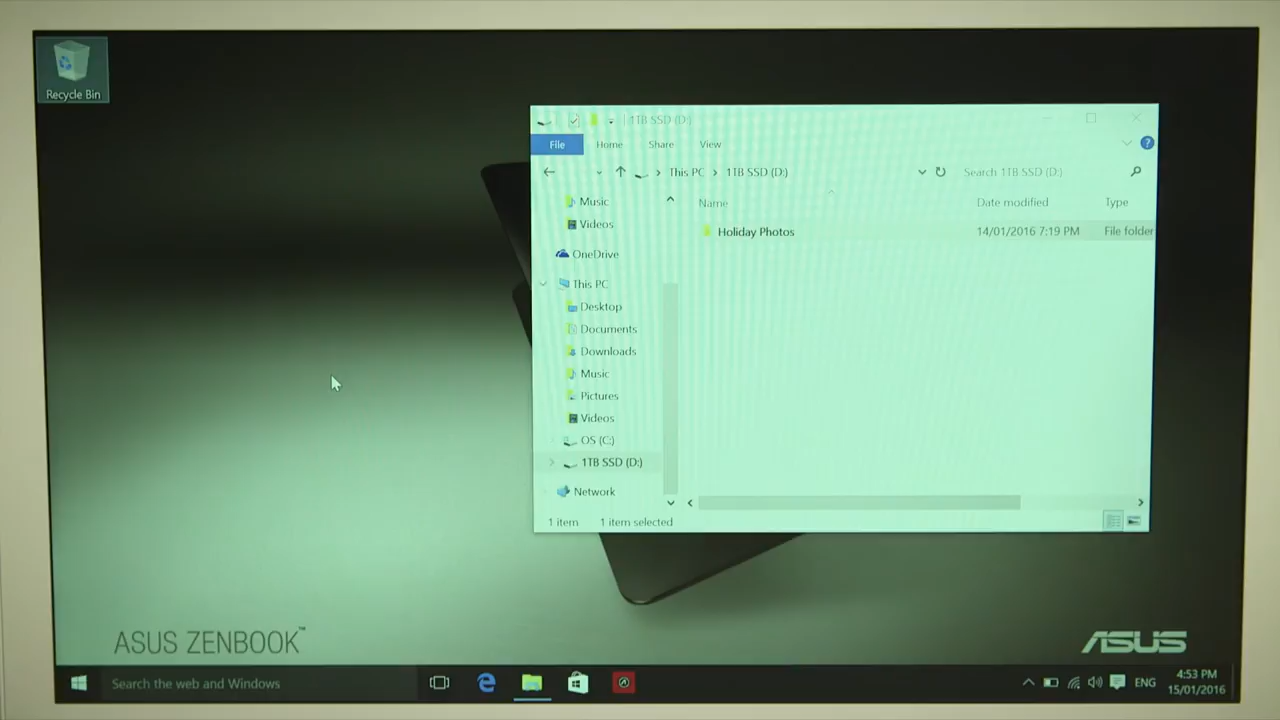 Recycle Bin
1TB SSD (D:)
File Home Share View
This PC 1TB SSD (D:) Search 1TB SSD (D:)
Name Date modified Type
Holiday Photos 14/01/2016 7:19 PM File folder
Music
Videos
OneDrive
This PC
Desktop
Documents
Downloads
Music
Pictures
Videos
OS (C:)
1TB SSD (D:)
Network
1 item 1 item selected
ASUS ZENBOOK™
ASUS
Search the web and Windows
ENG
4:53 PM
15/01/2016